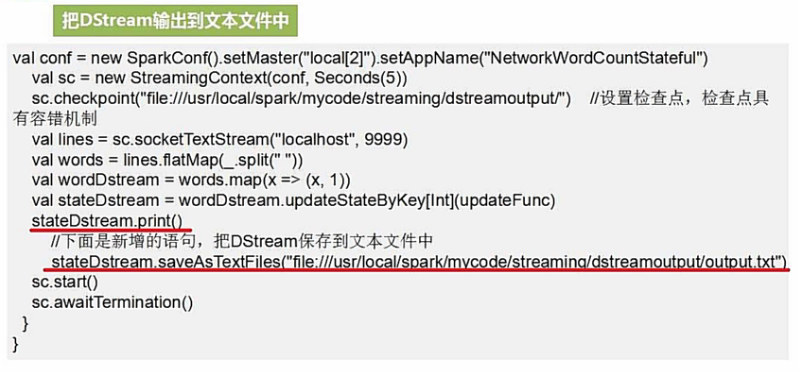 把DStream输出到文本文件中
val conf = new SparkConf().setMaster("local[2]").setAppName("NetworkWordCountStateful")
val sc = new StreamingContext(conf, Seconds(5))
sc.checkpoint("file:///usr/local/spark/mycode/streaming/dstreamoutput/") //设置检查点，检查点具
有容错机制
val lines = sc.socketTextStream("localhost", 9999)
val words = lines.flatMap(_.split(" "))
val wordDstream = words.map(x => (x, 1))
val stateDstream = wordDstream.updateStateByKey[Int](updateFunc)
stateDstream.print()
//下面是新增的语句，把DStream保存到文本文件中
stateDstream.saveAsTextFiles("file:///usr/local/spark/mycode/streaming/dstreamoutput/output.txt")
sc.start()
sc.awaitTermination()
}
}